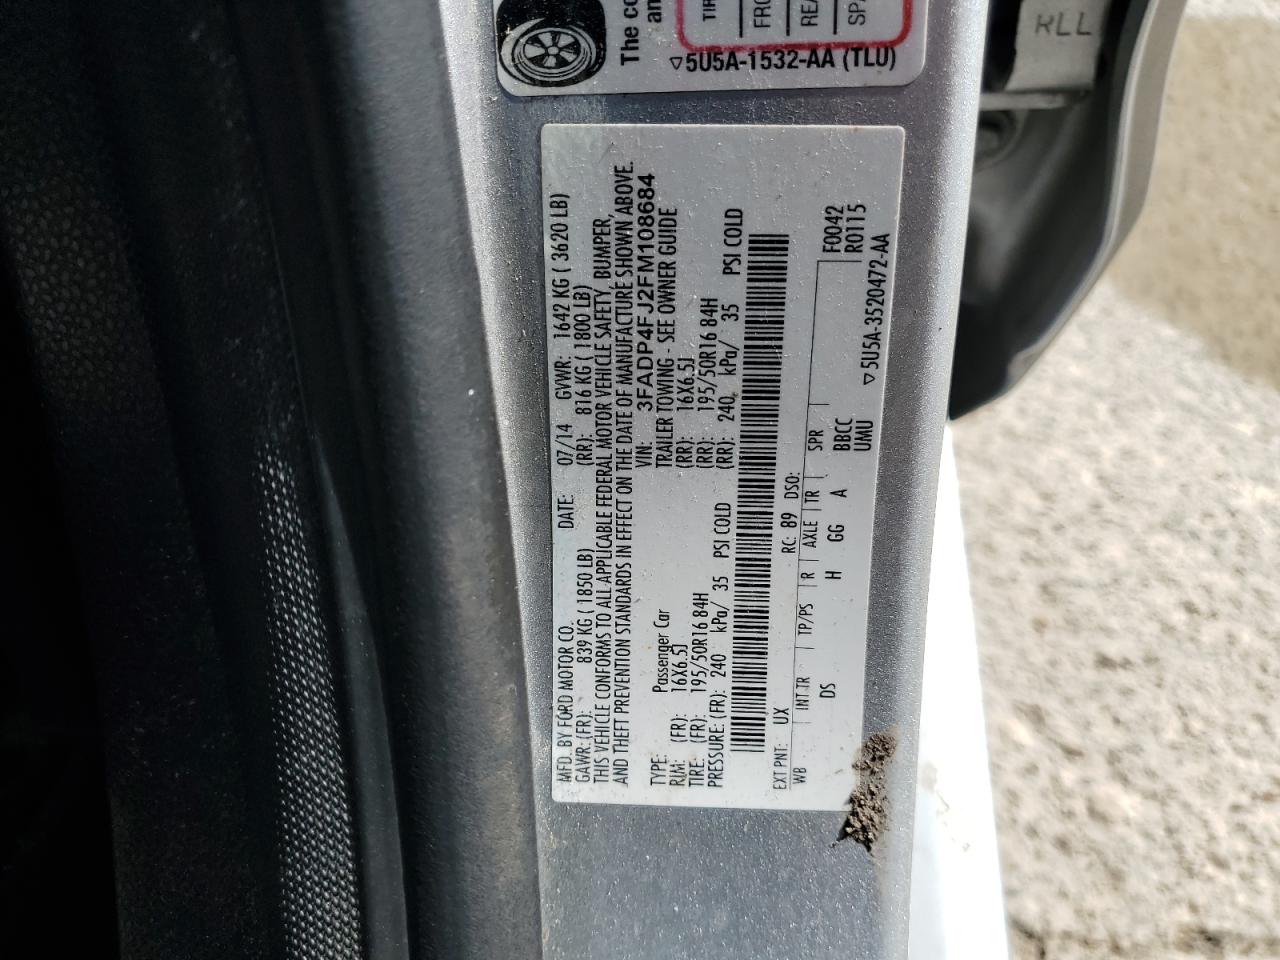 The co
an
TIR
FRO
REA
SPA
▽5U5A-1532-AA (TLU)
RLL
MFD. BY FORD MOTOR CO. DATE: 07/14 GVWR: 1642 KG ( 3620 LB)
GAWR: (FR): 839 KG ( 1850 LB) (RR): 816 KG ( 1800 LB)
THIS VEHICLE CONFORMS TO ALL APPLICABLE FEDERAL MOTOR VEHICLE SAFETY, BUMPER,
AND THEFT PREVENTION STANDARDS IN EFFECT ON THE DATE OF MANUFACTURE SHOWN ABOVE.
VIN: 3FADP4FJ2FM108684
TYPE: Passenger Car TRAILER TOWING - SEE OWNER GUIDE
RIM: (FR): 16X6.5J (RR): 16X6.5J
TIRE: (FR): 195/50R16 84H (RR): 195/50R16 84H
PRESSURE: (FR): 240 kPa/ 35 PSI COLD (RR): 240 kPa/ 35 PSI COLD
EXT PNT: UX RC: 89 DSO:
WB INT TR TP/PS R AXLE TR SPR F0042
DS H GG A BBCC R0115
UMU ▽5U5A-3520472-AA